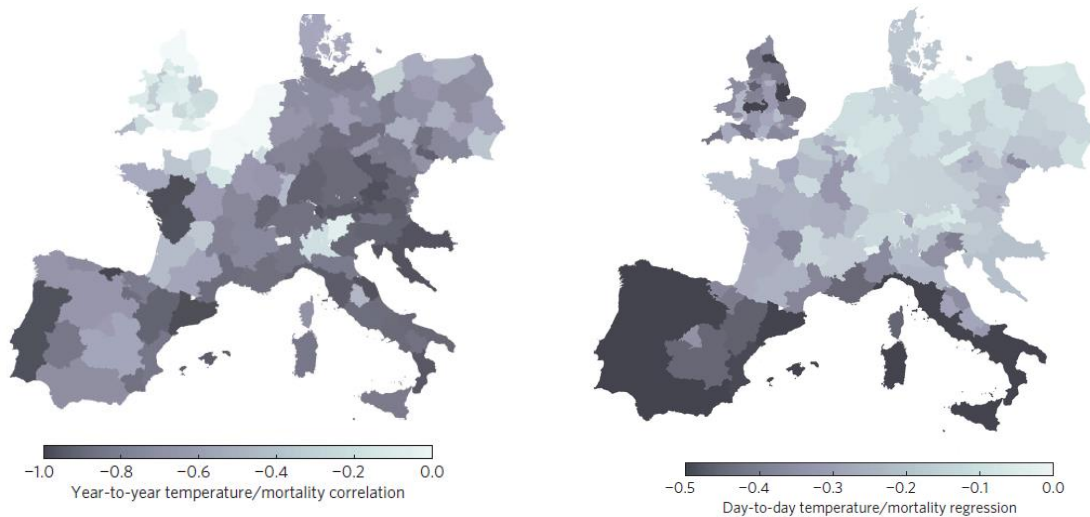 −1.0 −0.8 −0.6 −0.4 −0.2 0.0
Year-to-year temperature/mortality correlation
−0.5 −0.4 −0.3 −0.2 −0.1 0.0
Day-to-day temperature/mortality regression